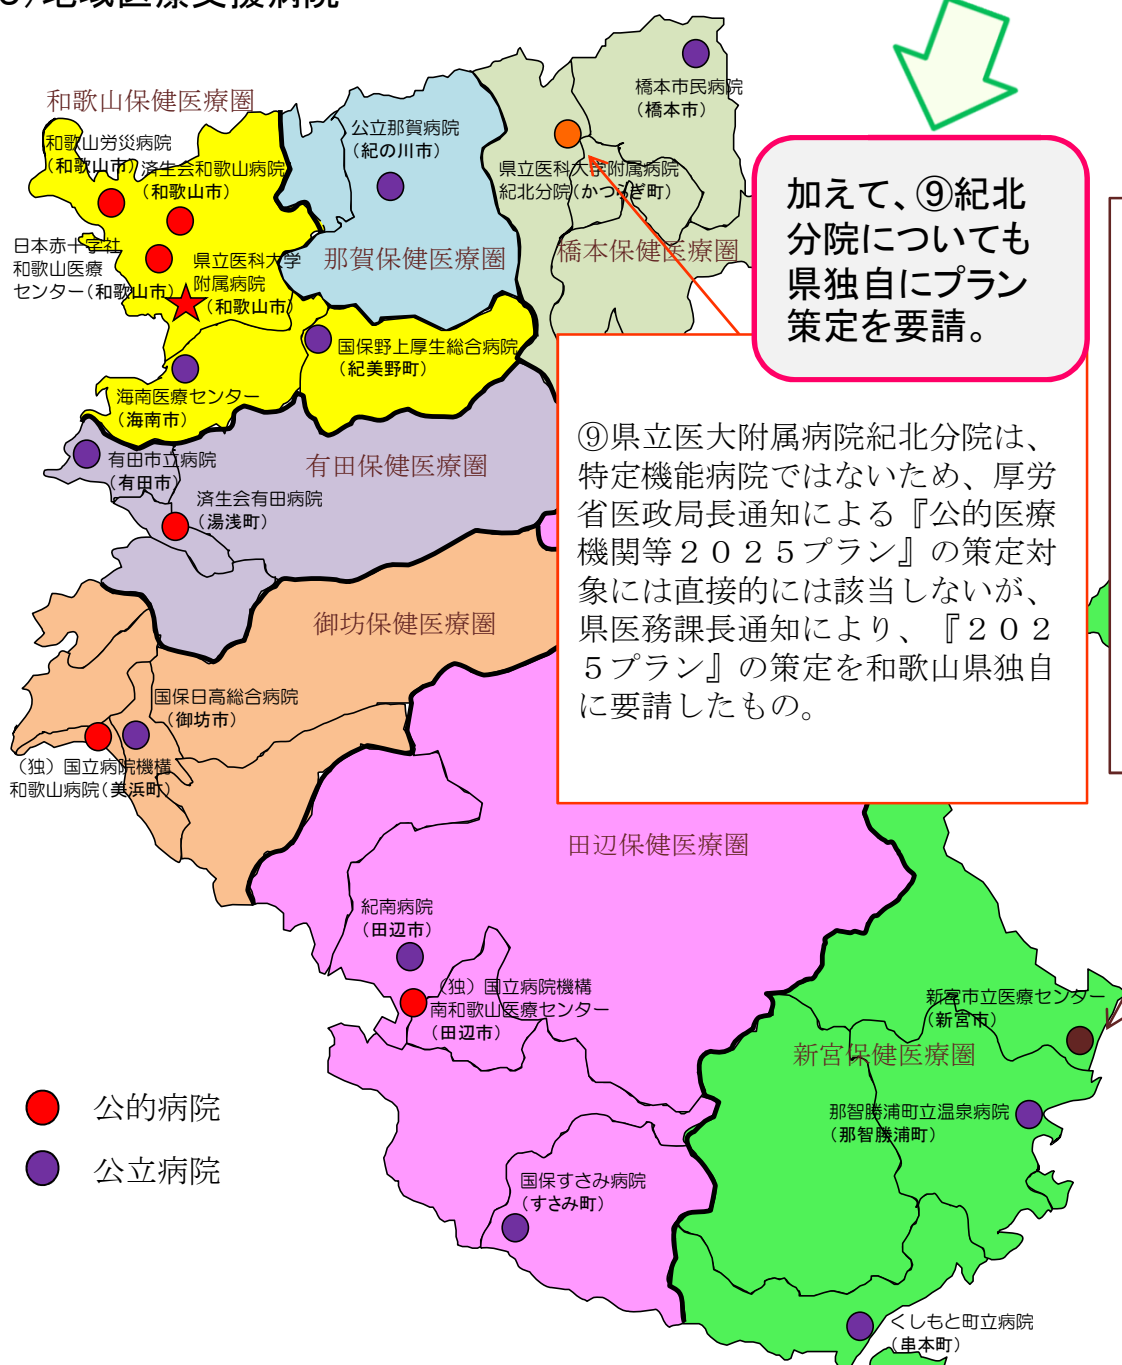 地域医療支援病院
和歌山保健医療圏
和歌山労災病院
(和歌山市)
済生会和歌山病院
(和歌山市)
日本赤十字社
和歌山医療
センター(和歌山市)
県立医科大学
附属病院
(和歌山市)
海南医療センター
(海南市)
国保野上厚生総合病院
(紀美野町)
公立那賀病院
(紀の川市)
那賀保健医療圏
橋本市民病院
(橋本市)
県立医科大学附属病院
紀北分院(かつらぎ町)
橋本保健医療圏
加えて、⑨紀北
分院についても
県独自にプラン
策定を要請。
⑨県立医大附属病院紀北分院は、
特定機能病院ではないため、厚労
省医政局長通知による『公的医療
機関等２０２５プラン』の策定対
象には直接的には該当しないが、
県医務課長通知により、『２０２
５プラン』の策定を和歌山県独自
に要請したもの。
有田市立病院
(有田市)
有田保健医療圏
済生会有田病院
(湯浅町)
御坊保健医療圏
国保日高総合病院
(御坊市)
（独）国立病院機構
和歌山病院(美浜町)
田辺保健医療圏
紀南病院
(田辺市)
（独）国立病院機構
南和歌山医療センター
(田辺市)
国保すさみ病院
(すさみ町)
新宮市立医療センター
(新宮市)
新宮保健医療圏
那智勝浦町立温泉病院
(那智勝浦町)
くしもと町立病院
(串本町)
公的病院
公立病院